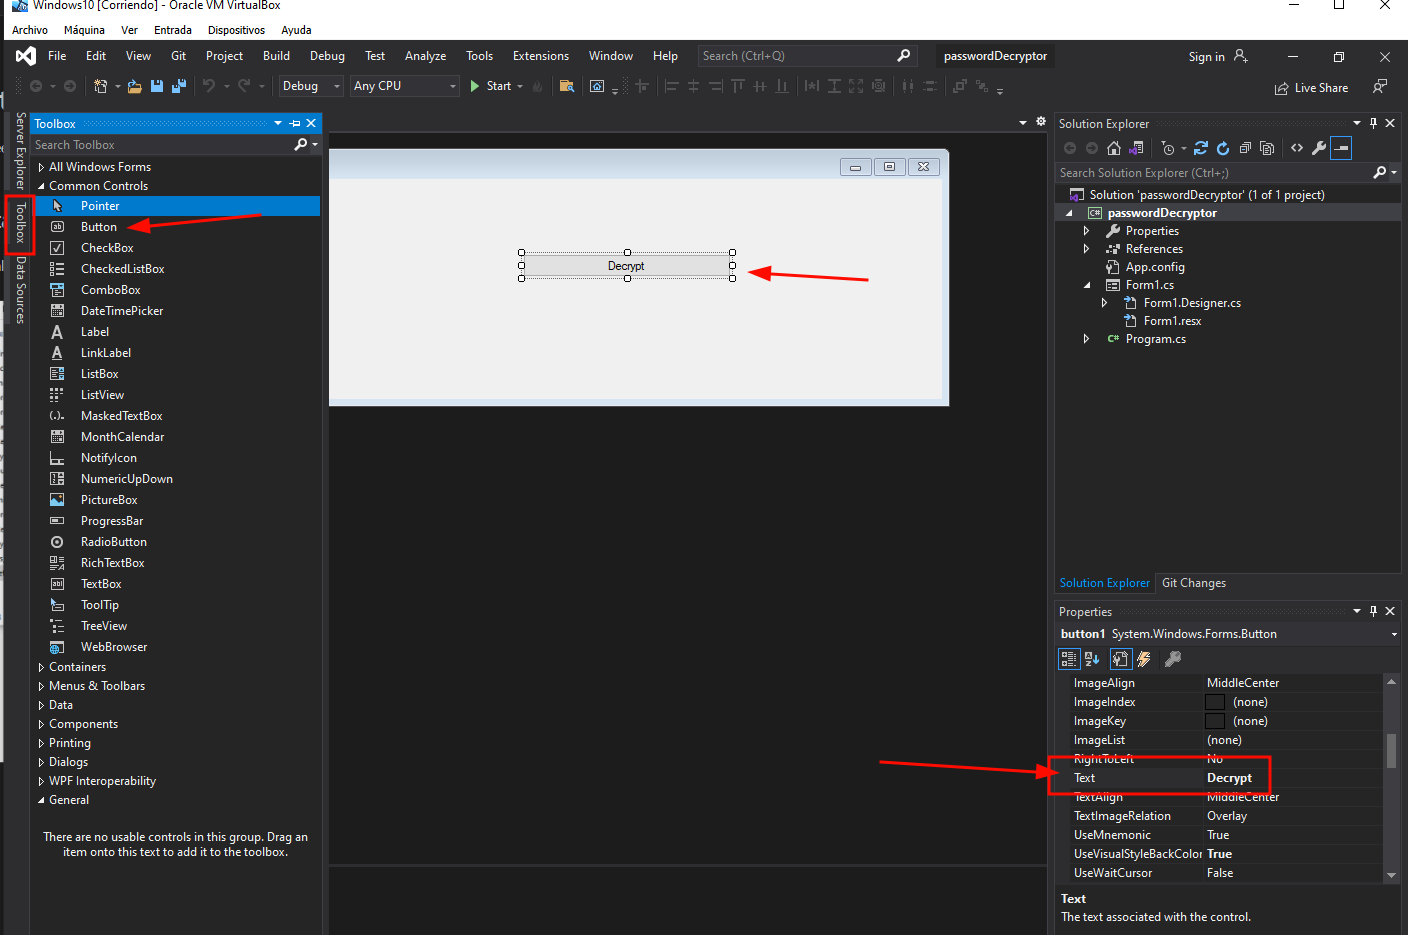 Windows10 [Corriendo] - Oracle VM VirtualBox
Archivo Máquina Ver Entrada Dispositivos Ayuda
File Edit View Git Project Build Debug Test Analyze Tools Extensions Window Help Search (Ctrl+Q) passwordDecryptor Sign in
Debug Any CPU Start Live Share
Server Explorer
Toolbox
Data Sources
Toolbox
Search Toolbox
All Windows Forms
Common Controls
Pointer
Button
CheckBox
CheckedListBox
ComboBox
DateTimePicker
Label
LinkLabel
ListBox
ListView
MaskedTextBox
MonthCalendar
NotifyIcon
NumericUpDown
PictureBox
ProgressBar
RadioButton
RichTextBox
TextBox
ToolTip
TreeView
WebBrowser
Containers
Menus & Toolbars
Data
Components
Printing
Dialogs
WPF Interoperability
General
There are no usable controls in this group. Drag an
item onto this text to add it to the toolbox.
Decrypt
Solution Explorer
Search Solution Explorer (Ctrl+;)
Solution 'passwordDecryptor' (1 of 1 project)
C# passwordDecryptor
Properties
References
App.config
Form1.cs
Form1.Designer.cs
Form1.resx
C# Program.cs
Solution Explorer Git Changes
Properties
button1 System.Windows.Forms.Button
ImageAlign MiddleCenter
ImageIndex (none)
ImageKey (none)
ImageList (none)
RightToLeft No
Text Decrypt
TextAlign MiddleCenter
TextImageRelation Overlay
UseMnemonic True
UseVisualStyleBackColor True
UseWaitCursor False
Text
The text associated with the control.